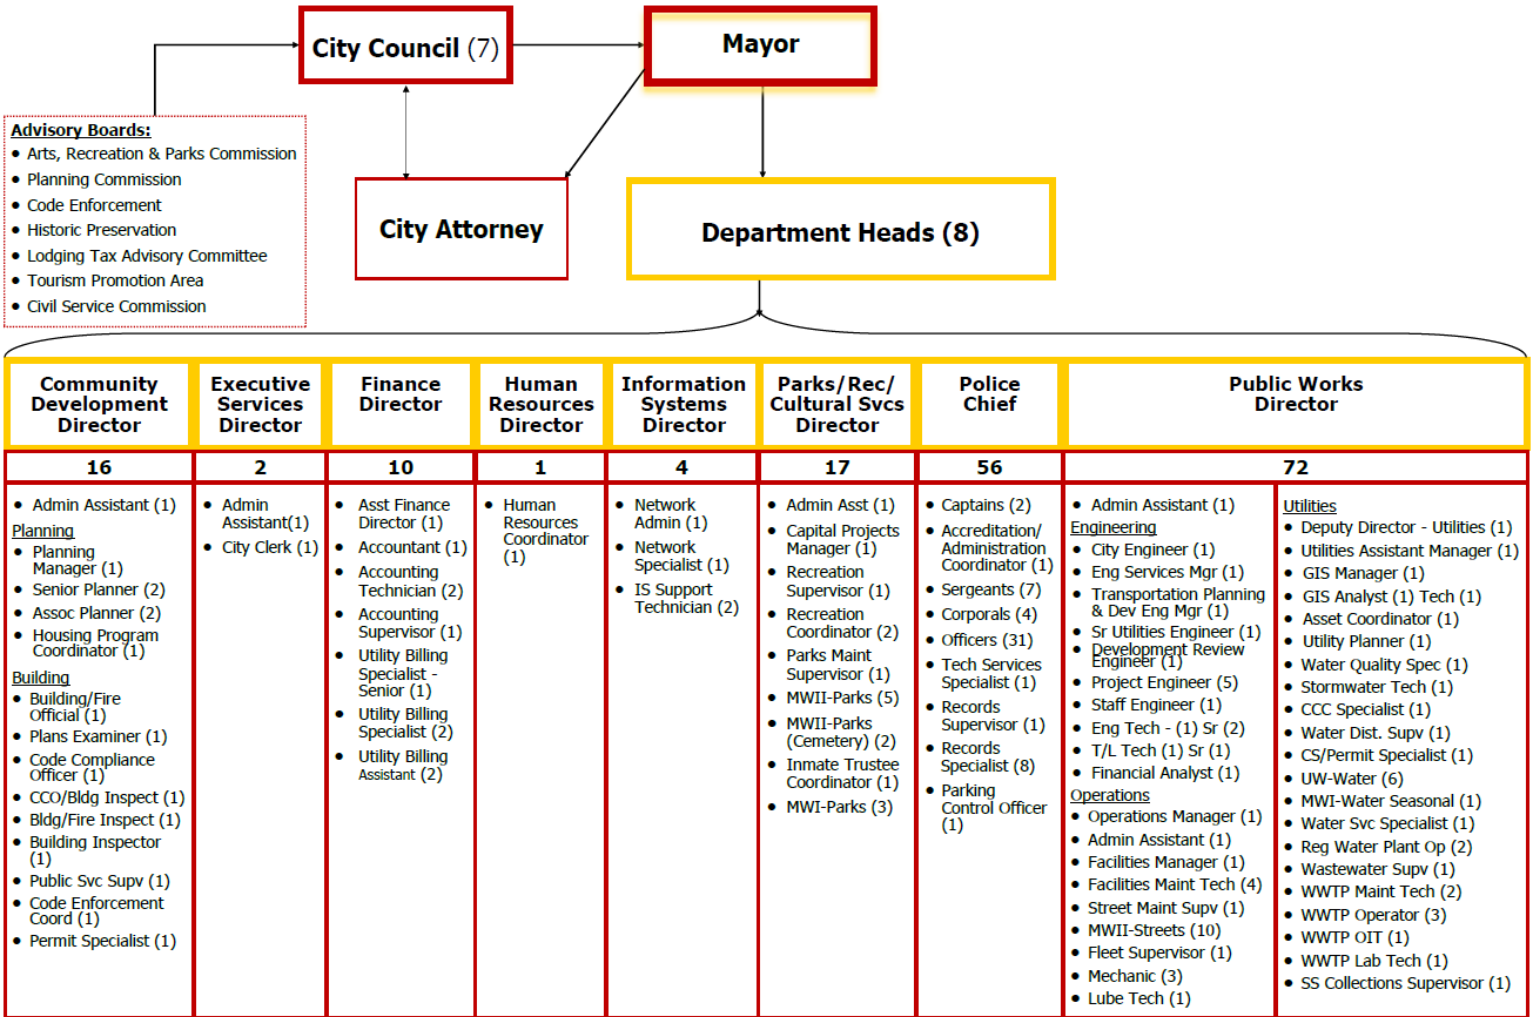 City Council (7)
Mayor
Advisory Boards:
• Arts, Recreation & Parks Commission
• Planning Commission
• Code Enforcement
• Historic Preservation
• Lodging Tax Advisory Committee
• Tourism Promotion Area
• Civil Service Commission
City Attorney
Department Heads (8)
Community
Development
Director
Executive
Services
Director
Finance
Director
Human
Resources
Director
Information
Systems
Director
Parks/Rec/
Cultural Svcs
Director
Police
Chief
Public Works
Director
16
2
10
1
4
17
56
72
• Admin Assistant (1)
Planning
• Planning
Manager (1)
• Senior Planner (2)
• Assoc Planner (2)
• Housing Program
Coordinator (1)
Building
• Building/Fire
Official (1)
• Plans Examiner (1)
• Code Compliance
Officer (1)
• CCO/Bldg Inspect (1)
• Bldg/Fire Inspect (1)
• Building Inspector
(1)
• Public Svc Supv (1)
• Code Enforcement
Coord (1)
• Permit Specialist (1)
• Admin
Assistant(1)
• City Clerk (1)
• Asst Finance
Director (1)
• Accountant (1)
• Accounting
Technician (2)
• Accounting
Supervisor (1)
• Utility Billing
Specialist -
Senior (1)
• Utility Billing
Specialist (2)
• Utility Billing
Assistant (2)
• Human
Resources
Coordinator
(1)
• Network
Admin (1)
• Network
Specialist (1)
• IS Support
Technician (2)
• Admin Asst (1)
• Capital Projects
Manager (1)
• Recreation
Supervisor (1)
• Recreation
Coordinator (2)
• Parks Maint
Supervisor (1)
• MWII-Parks (5)
• MWII-Parks
(Cemetery) (2)
• Inmate Trustee
Coordinator (1)
• MWI-Parks (3)
• Captains (2)
• Accreditation/
Administration
Coordinator (1)
• Sergeants (7)
• Corporals (4)
• Officers (31)
• Tech Services
Specialist (1)
• Records
Supervisor (1)
• Records
Specialist (8)
• Parking
Control Officer
(1)
• Admin Assistant (1)
Engineering
• City Engineer (1)
• Eng Services Mgr (1)
• Transportation Planning
& Dev Eng Mgr (1)
• Sr Utilities Engineer (1)
• Development Review
Engineer (1)
• Project Engineer (5)
• Staff Engineer (1)
• Eng Tech - (1) Sr (2)
• T/L Tech (1) Sr (1)
• Financial Analyst (1)
Operations
• Operations Manager (1)
• Admin Assistant (1)
• Facilities Manager (1)
• Facilities Maint Tech (4)
• Street Maint Supv (1)
• MWII-Streets (10)
• Fleet Supervisor (1)
• Mechanic (3)
• Lube Tech (1)
Utilities
• Deputy Director - Utilities (1)
• Utilities Assistant Manager (1)
• GIS Manager (1)
• GIS Analyst (1) Tech (1)
• Asset Coordinator (1)
• Utility Planner (1)
• Water Quality Spec (1)
• Stormwater Tech (1)
• CCC Specialist (1)
• Water Dist. Supv (1)
• CS/Permit Specialist (1)
• UW-Water (6)
• MWI-Water Seasonal (1)
• Water Svc Specialist (1)
• Reg Water Plant Op (2)
• Wastewater Supv (1)
• WWTP Maint Tech (2)
• WWTP Operator (3)
• WWTP OIT (1)
• WWTP Lab Tech (1)
• SS Collections Supervisor (1)